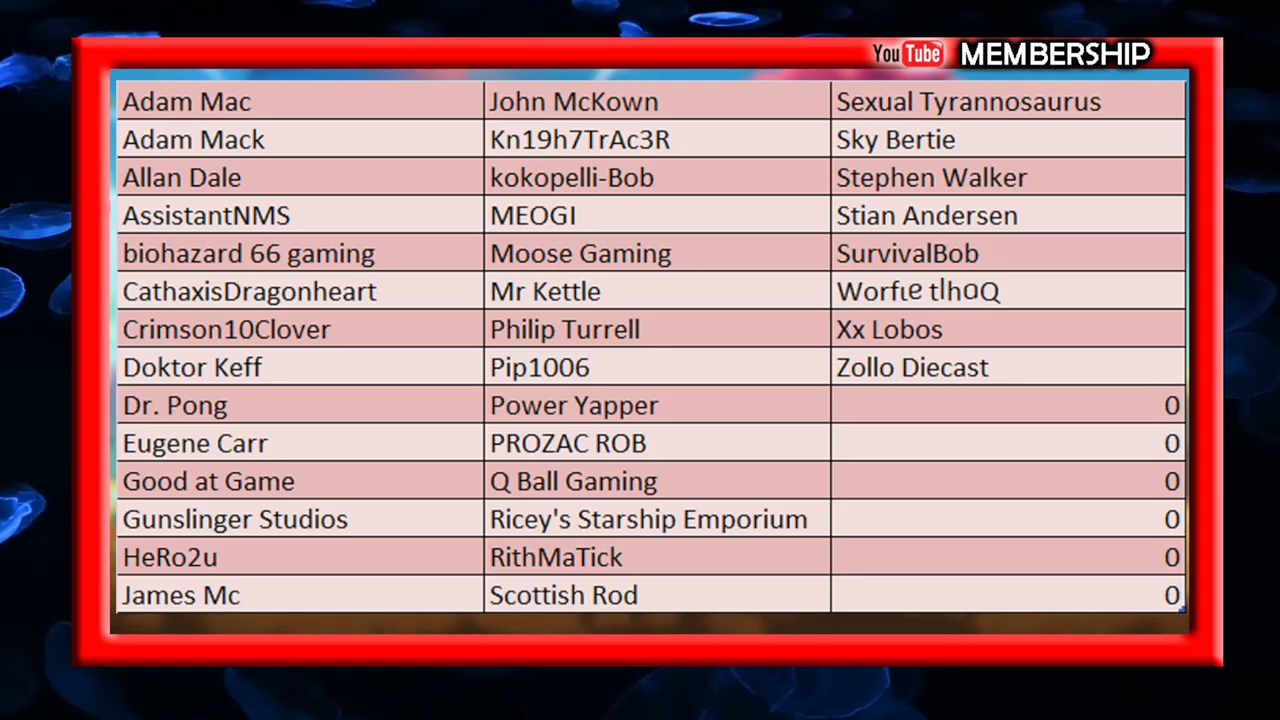 YouTube MEMBERSHIP
Adam Mac John McKown Sexual Tyrannosaurus
Adam Mack Kn19h7TrAc3R Sky Bertie
Allan Dale kokopelli-Bob Stephen Walker
AssistantNMS MEOGI Stian Andersen
biohazard 66 gaming Moose Gaming SurvivalBob
CathaxisDragonheart Mr Kettle Worfɩҽ tlhɑQ
Crimson10Clover Philip Turrell Xx Lobos
Doktor Keff Pip1006 Zollo Diecast
Dr. Pong Power Yapper 0
Eugene Carr PROZAC ROB 0
Good at Game Q Ball Gaming 0
Gunslinger Studios Ricey's Starship Emporium 0
HeRo2u RithMaTick 0
James Mc Scottish Rod 0